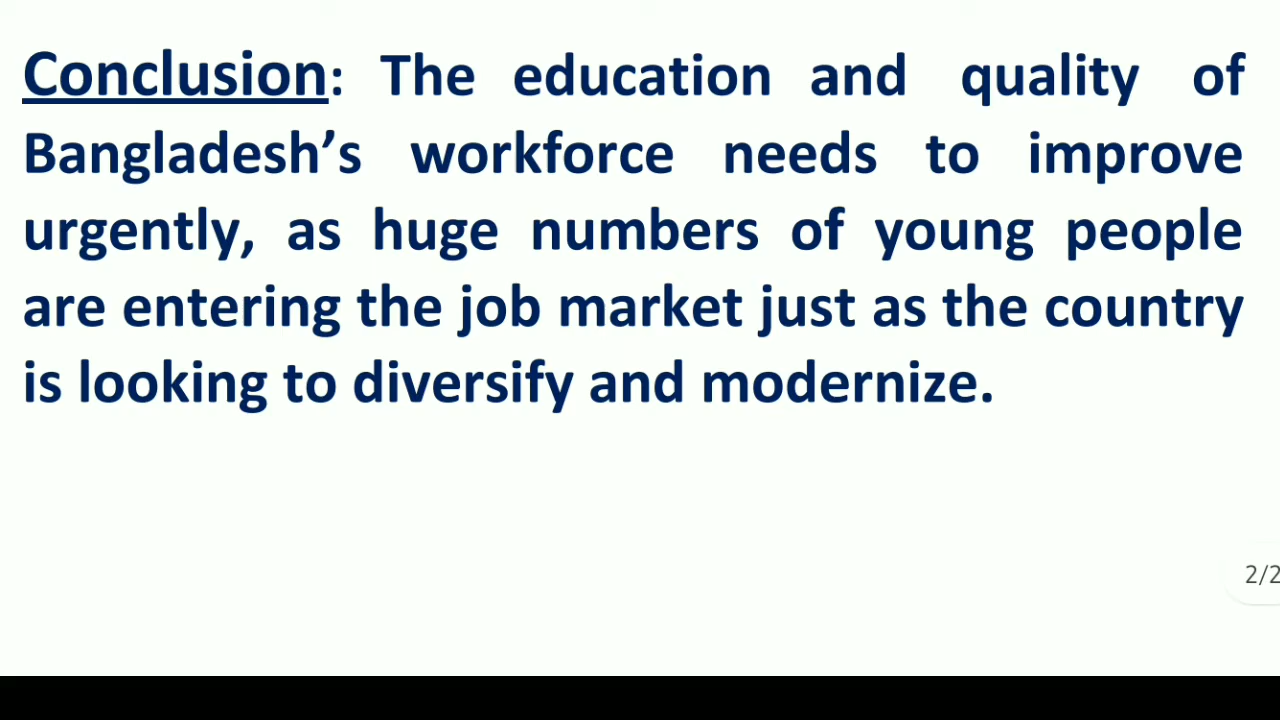 Conclusion: The education and quality of
Bangladesh’s workforce needs to improve
urgently, as huge numbers of young people
are entering the job market just as the country
is looking to diversify and modernize.
2/2